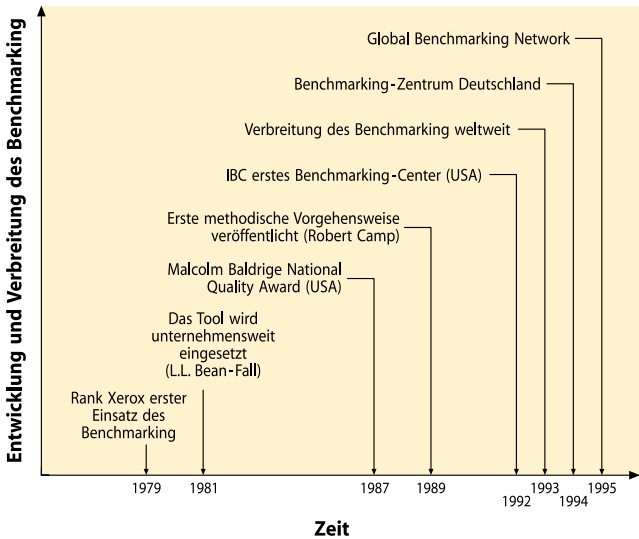 Entwicklung und Verbreitung des Benchmarking
Global Benchmarking Network
Benchmarking-Zentrum Deutschland
Verbreitung des Benchmarking weltweit
IBC erstes Benchmarking-Center (USA)
Erste methodische Vorgehensweise
veröffentlicht (Robert Camp)
Malcolm Baldrige National
Quality Award (USA)
Das Tool wird
unternehmensweit
eingesetzt
(L.L. Bean-Fall)
Rank Xerox erster
Einsatz des
Benchmarking
1979 1981 1987 1989 1992 1993 1994 1995
Zeit